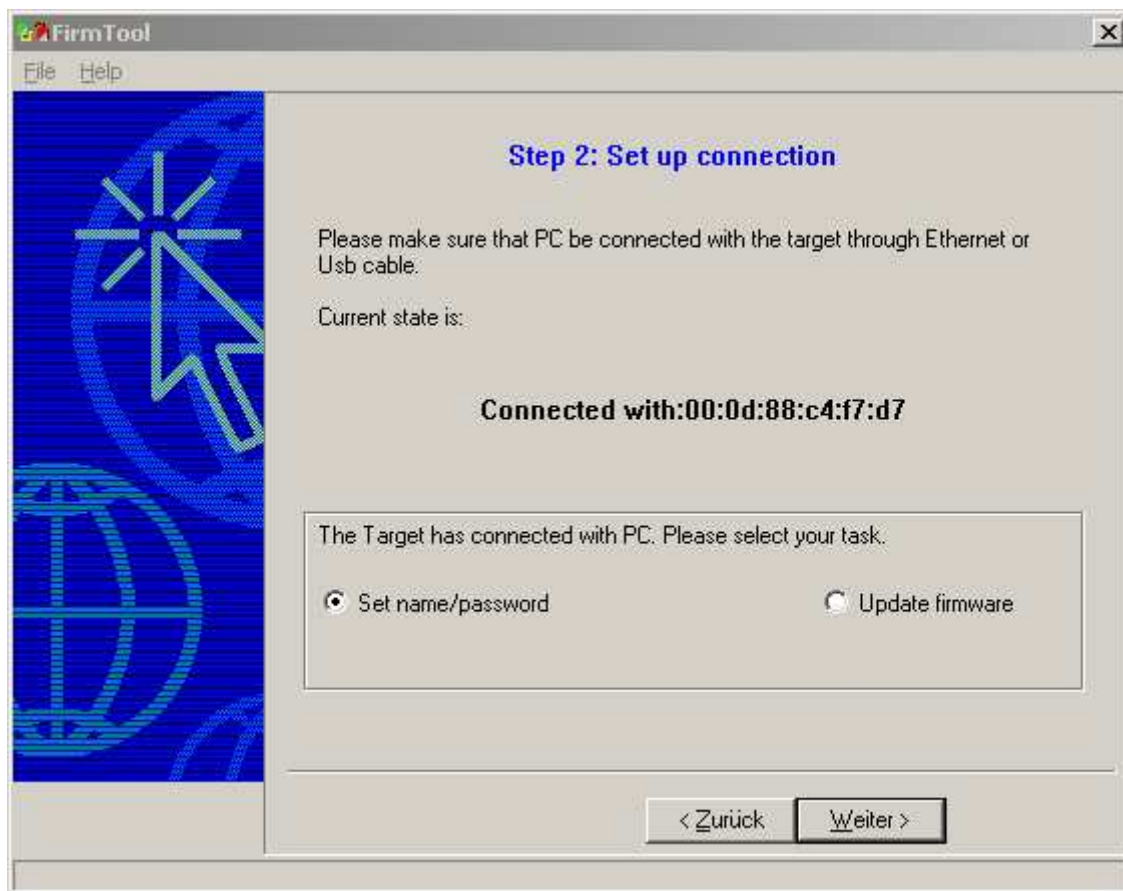 FirmTool
File Help
Step 2: Set up connection
Please make sure that PC be connected with the target through Ethernet or
Usb cable.
Current state is:
Connected with:00:0d:88:c4:f7:d7
The Target has connected with PC. Please select your task.
Set name/password Update firmware
< Zurück Weiter >